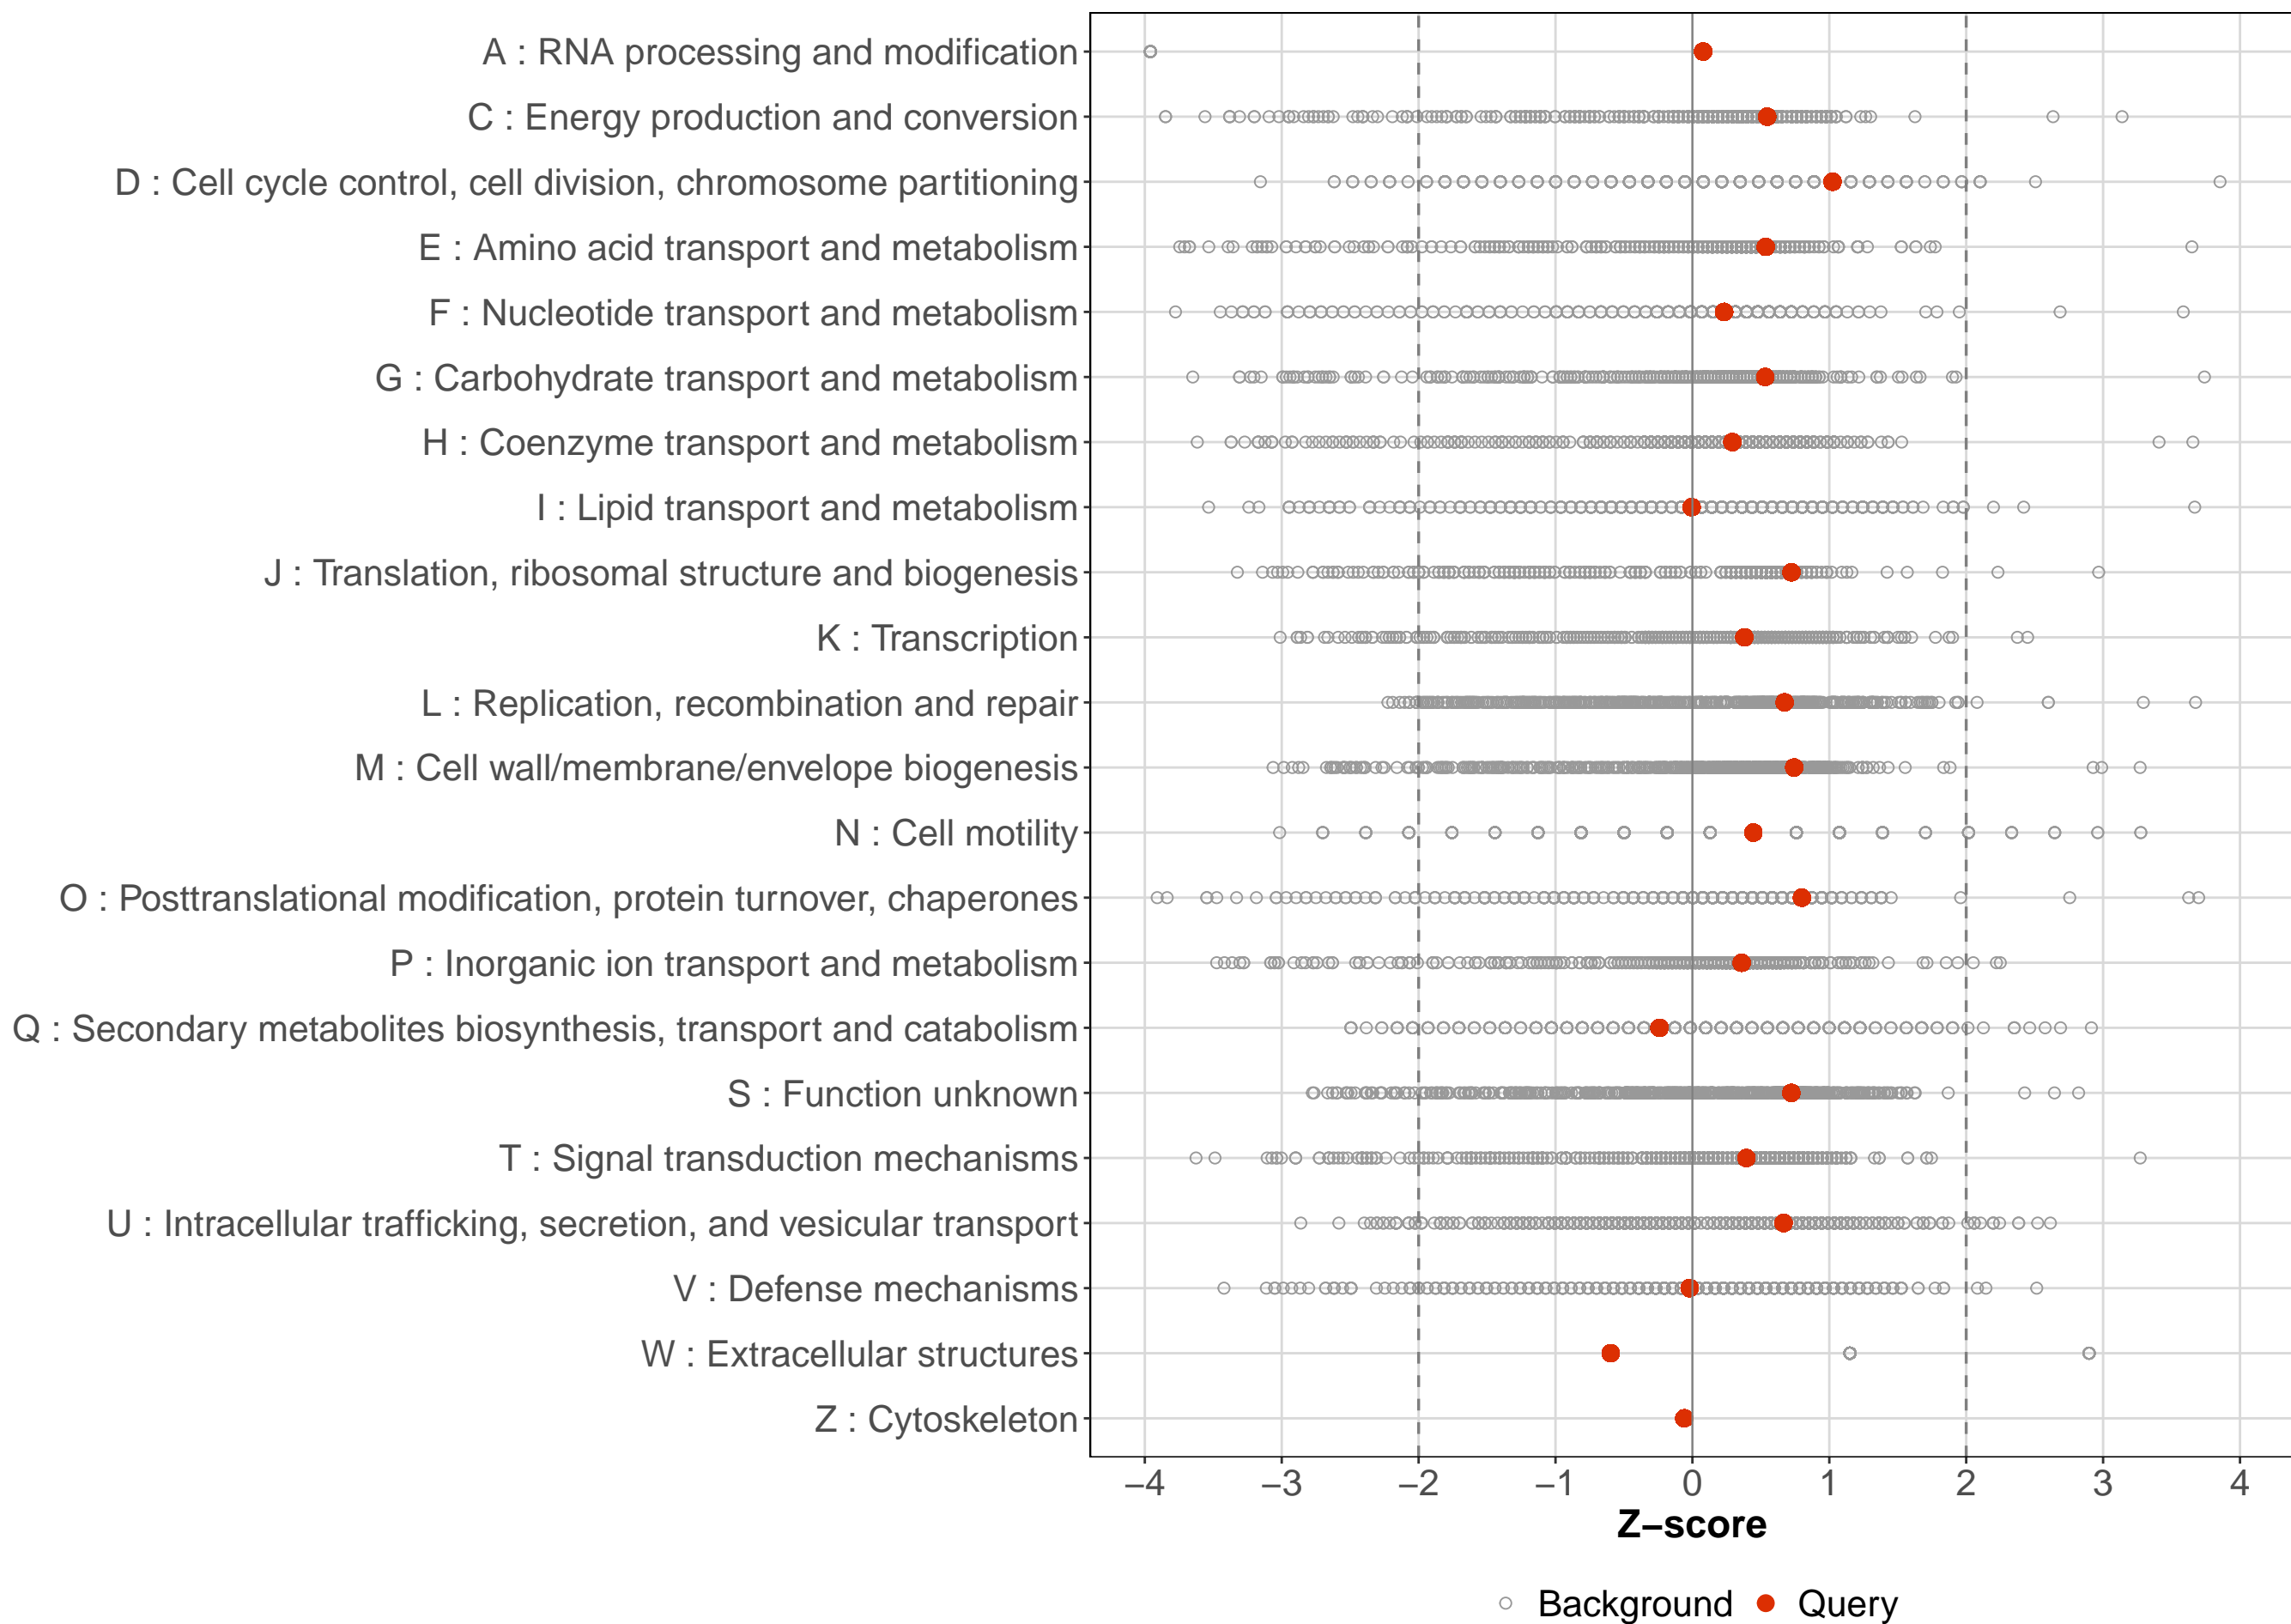 A : RNA processing and modification
C : Energy production and conversion
D : Cell cycle control, cell division, chromosome partitioning
E : Amino acid transport and metabolism
F : Nucleotide transport and metabolism
G : Carbohydrate transport and metabolism
H : Coenzyme transport and metabolism
I : Lipid transport and metabolism
J : Translation, ribosomal structure and biogenesis
K : Transcription
L : Replication, recombination and repair
M : Cell wall/membrane/envelope biogenesis
N : Cell motility
O : Posttranslational modification, protein turnover, chaperones
P : Inorganic ion transport and metabolism
Q : Secondary metabolites biosynthesis, transport and catabolism
S : Function unknown
T : Signal transduction mechanisms
U : Intracellular trafficking, secretion, and vesicular transport
V : Defense mechanisms
W : Extracellular structures
Z : Cytoskeleton
−4 −3 −2 −1 0 1 2 3 4
Z−score
Background Query